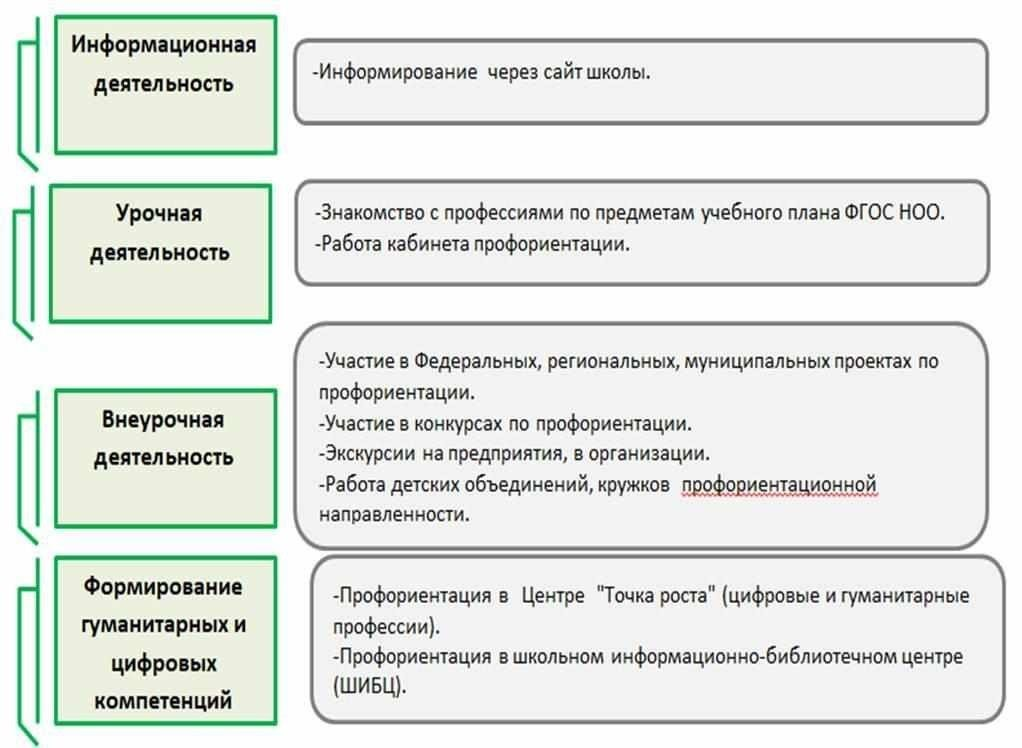 Информационная
деятельность
-Информирование через сайт школы.
Урочная
деятельность
-Знакомство с профессиями по предметам учебного плана ФГОС НОО.
-Работа кабинета профориентации.
Внеурочная
деятельность
-Участие в Федеральных, региональных, муниципальных проектах по
профориентации.
-Участие в конкурсах по профориентации.
-Экскурсии на предприятия, в организации.
-Работа детских объединений, кружков профориентационной
направленности.
Формирование
гуманитарных и
цифровых
компетенций
-Профориентация в Центре "Точка роста" (цифровые и гуманитарные
профессии).
-Профориентация в школьном информационно-библиотечном центре
(ШИБЦ).